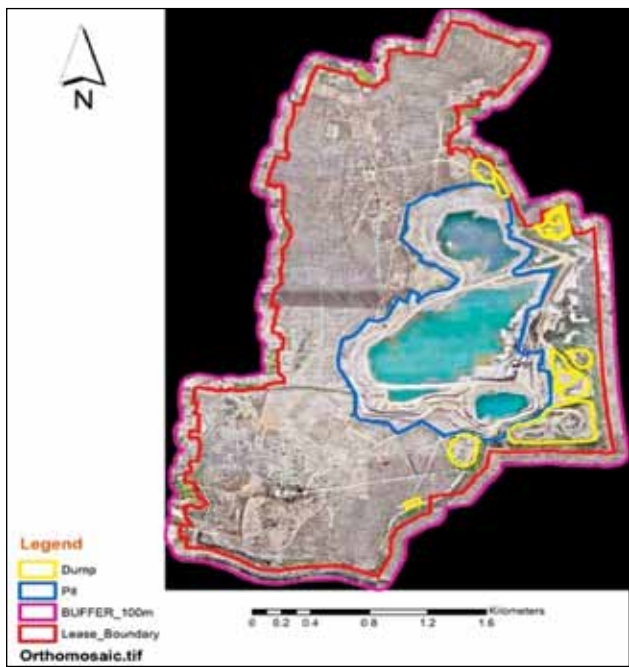 N
Legend
Dump
Pit
BUFFER_100m
Lease_Boundary
Orthomosaic.tif
0 0.2 0.4 0.8 1.2 1.6
Kilometers